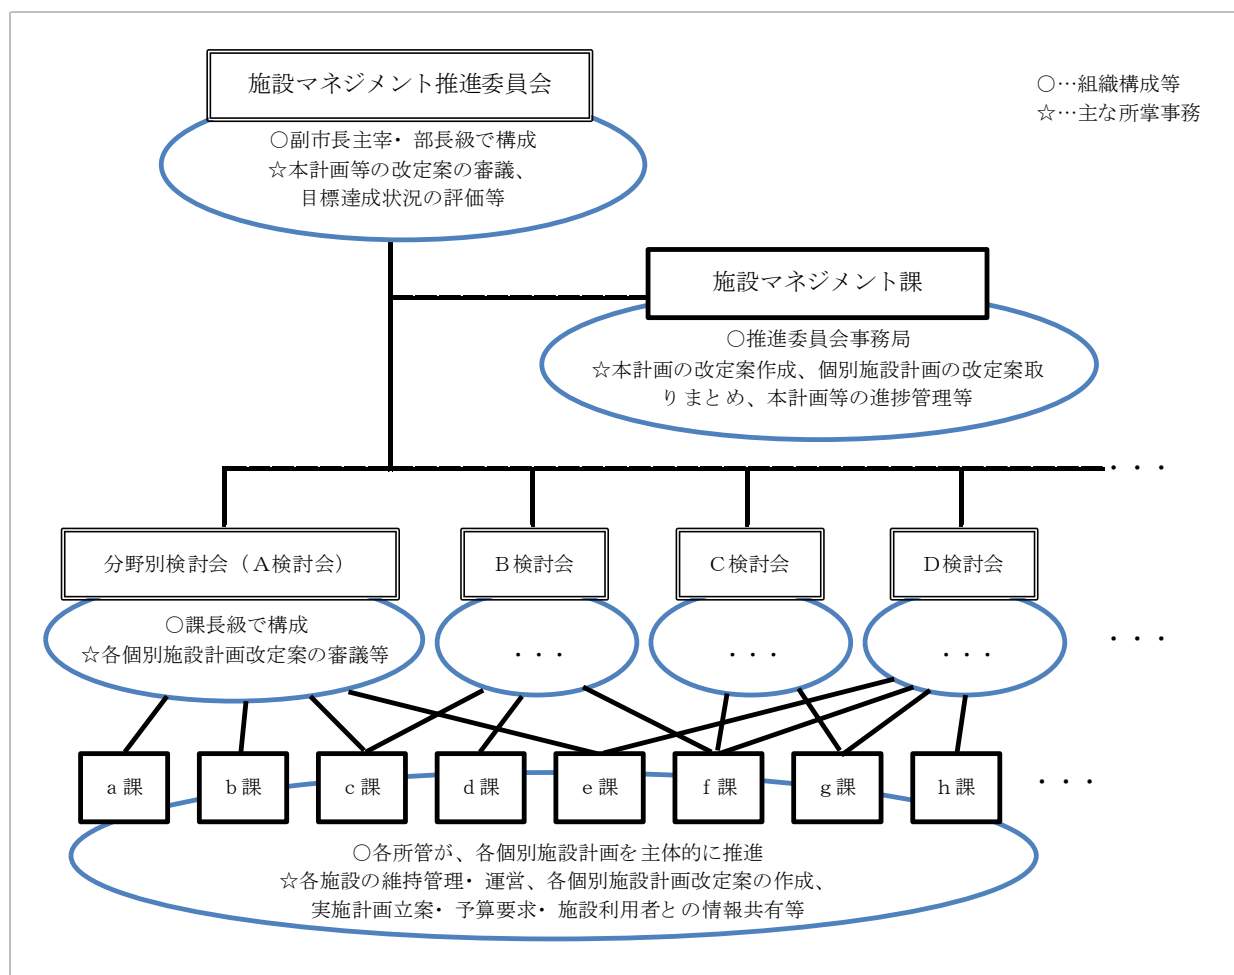 施設マネジメント推進委員会
○…組織構成等
☆…主な所掌事務
○副市長主宰・部長級で構成
☆本計画等の改定案の審議、
目標達成状況の評価等
施設マネジメント課
○推進委員会事務局
☆本計画の改定案作成、個別施設計画の改定案取
りまとめ、本計画等の進捗管理等
・・・
分野別検討会（A検討会）
B検討会
C検討会
D検討会
○課長級で構成
☆各個別施設計画改定案の審議等
・・・
・・・
・・・
・・・
a課
b課
c課
d課
e課
f課
g課
h課
・・・
○各所管が、各個別施設計画を主体的に推進
☆各施設の維持管理・運営、各個別施設計画改定案の作成、
実施計画立案・予算要求・施設利用者との情報共有等